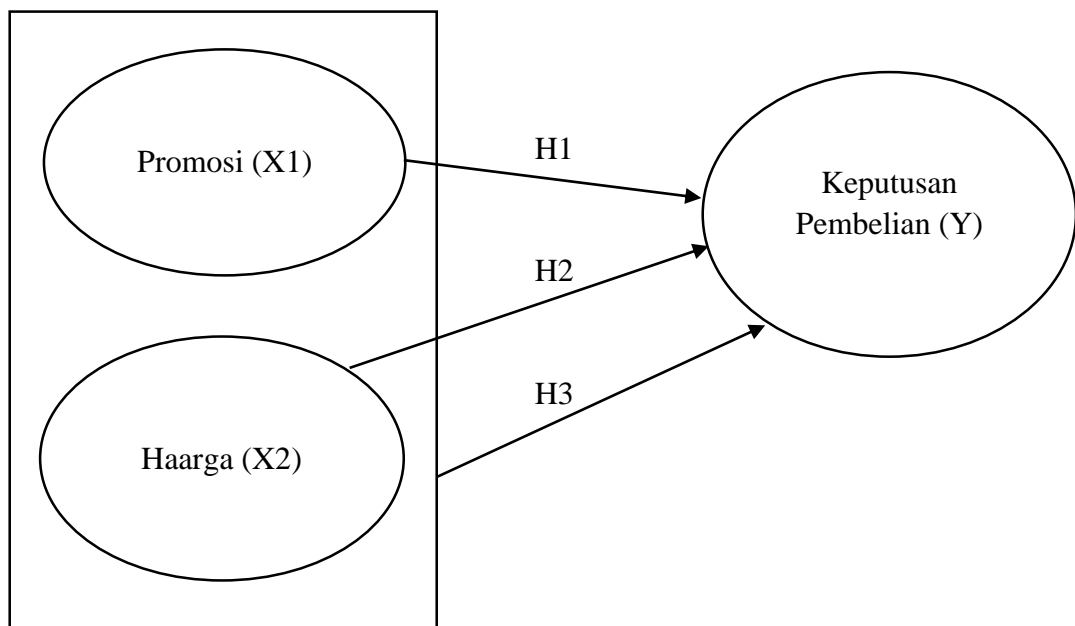 Promosi (X1)
H1
Keputusan
Pembelian (Y)
H2
H3
Haarga (X2)